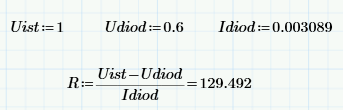 Uist:=1 Udiod:=0.6 Idiod:=0.003089
R:=(Uist−Udiod)/Idiod=129.492